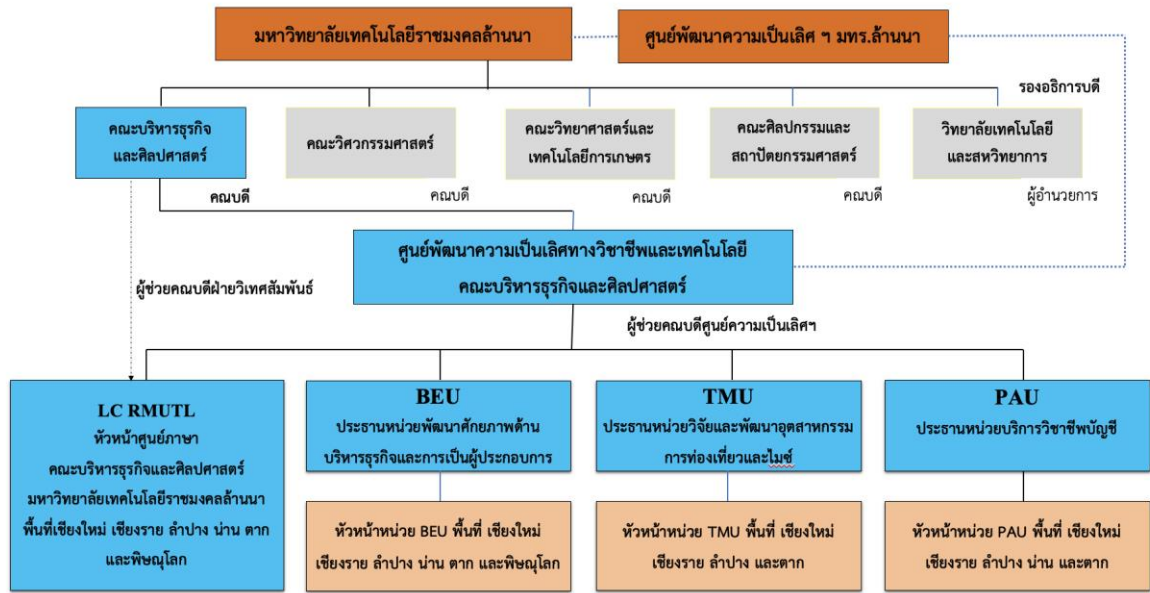 มหาวิทยาลัยเทคโนโลยีราชมงคลล้านนา
ศูนย์พัฒนาความเป็นเลิศ ฯ มทร.ล้านนา
รองอธิการบดี
คณะบริหารธุรกิจ
และศิลปศาสตร์
คณะวิศวกรรมศาสตร์
คณะวิทยาศาสตร์และ
เทคโนโลยีการเกษตร
คณะศิลปกรรมและ
สถาปัตยกรรมศาสตร์
วิทยาลัยเทคโนโลยี
และสหวิทยาการ
คณบดี
คณบดี
คณบดี
คณบดี
ผู้อำนวยการ
ศูนย์พัฒนาความเป็นเลิศทางวิชาชีพและเทคโนโลยี
คณะบริหารธุรกิจและศิลปศาสตร์
ผู้ช่วยคณบดีฝ่ายวิเทศสัมพันธ์
ผู้ช่วยคณบดีศูนย์ความเป็นเลิศฯ
LC RMUTL
หัวหน้าศูนย์ภาษา
คณะบริหารธุรกิจและศิลปศาสตร์
มหาวิทยาลัยเทคโนโลยีราชมงคลล้านนา
พื้นที่เชียงใหม่ เชียงราย ลำปาง น่าน ตาก
และพิษณุโลก
BEU
ประธานหน่วยพัฒนาศักยภาพด้าน
บริหารธุรกิจและการเป็นผู้ประกอบการ
TMU
ประธานหน่วยวิจัยและพัฒนาอุตสาหกรรม
การท่องเที่ยวและไมซ์
PAU
ประธานหน่วยบริการวิชาชีพบัญชี
หัวหน้าหน่วย BEU พื้นที่ เชียงใหม่
เชียงราย ลำปาง น่าน ตาก และพิษณุโลก
หัวหน้าหน่วย TMU พื้นที่ เชียงใหม่
เชียงราย ลำปาง และตาก
หัวหน้าหน่วย PAU พื้นที่ เชียงใหม่
เชียงราย ลำปาง น่าน และตาก